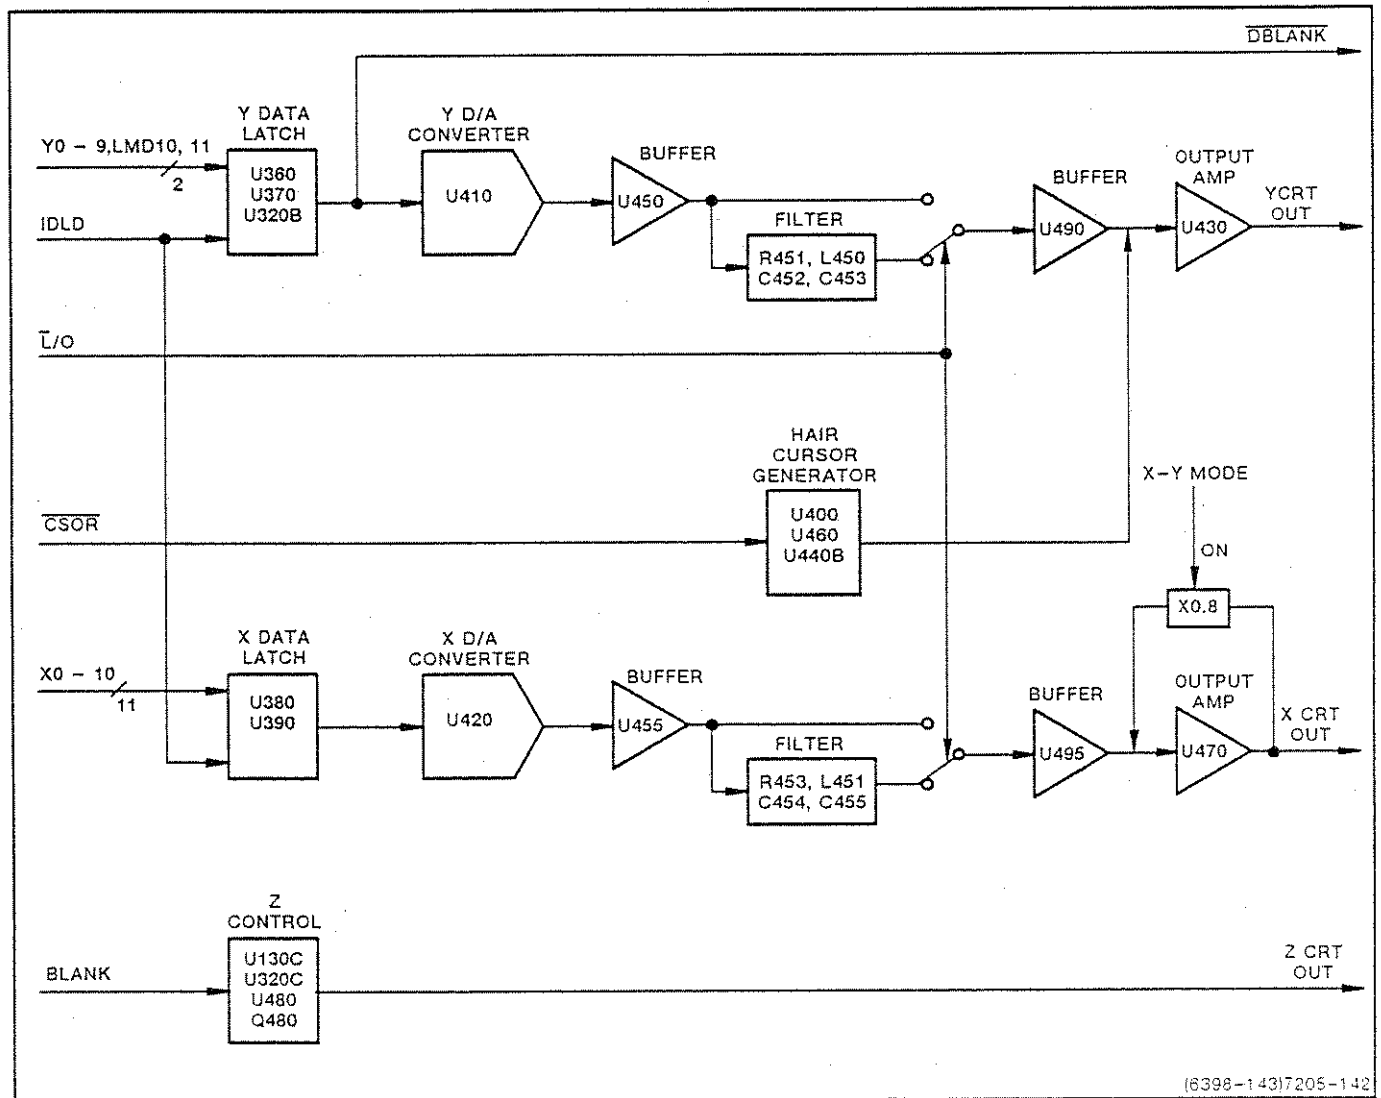 DBLANK
Y DATA
LATCH
Y D/A
CONVERTER
Y0 - 9,LMD10, 11
2
U360
U370
U320B
U410
BUFFER
U450
FILTER
R451, L450
C452, C453
BUFFER
U490
OUTPUT
AMP
U430
YCRT
OUT
IDLD
L̅/O
HAIR
CURSOR
GENERATOR
U400
U460
U440B
CSOR
X-Y MODE
ON
X0.8
X DATA
LATCH
X D/A
CONVERTER
X0 - 10
11
U380
U390
U420
BUFFER
U455
FILTER
R453, L451
C454, C455
BUFFER
U495
OUTPUT
AMP
U470
X CRT
OUT
Z
CONTROL
BLANK
U130C
U320C
U480
Q480
Z CRT
OUT
(6398-143)7205-142